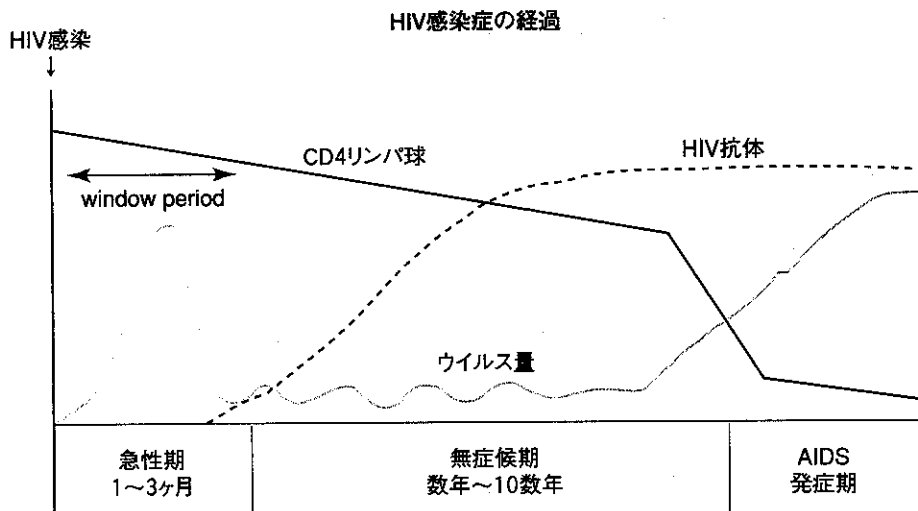 HIV感染症の経過
HIV感染
CD4リンパ球
HIV抗体
window period
ウイルス量
急性期
1〜3ヶ月
無症候期
数年〜10数年
AIDS
発症期